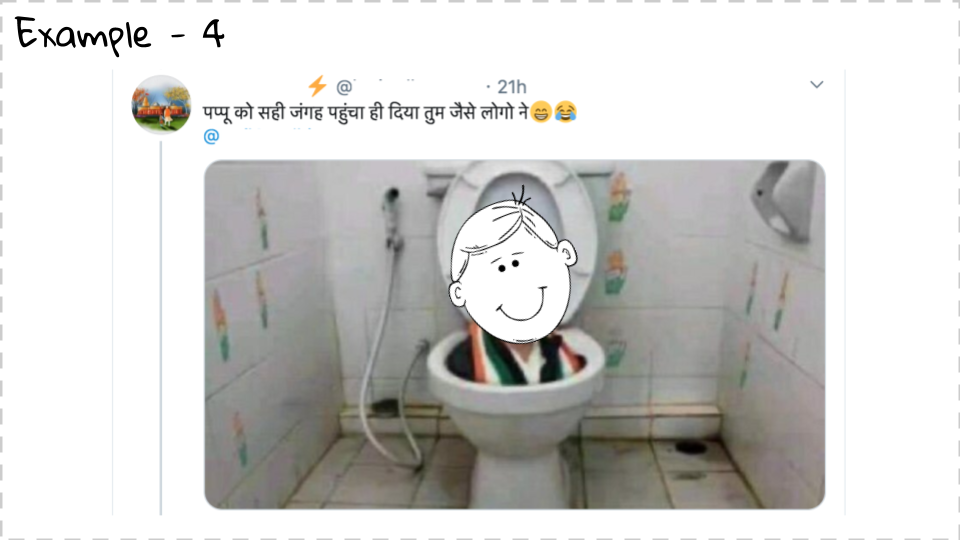 Example - 4
⚡ @ · 21h
पप्पू को सही जंगह पहुंचा ही दिया तुम जैसे लोगो ने😁😂
@